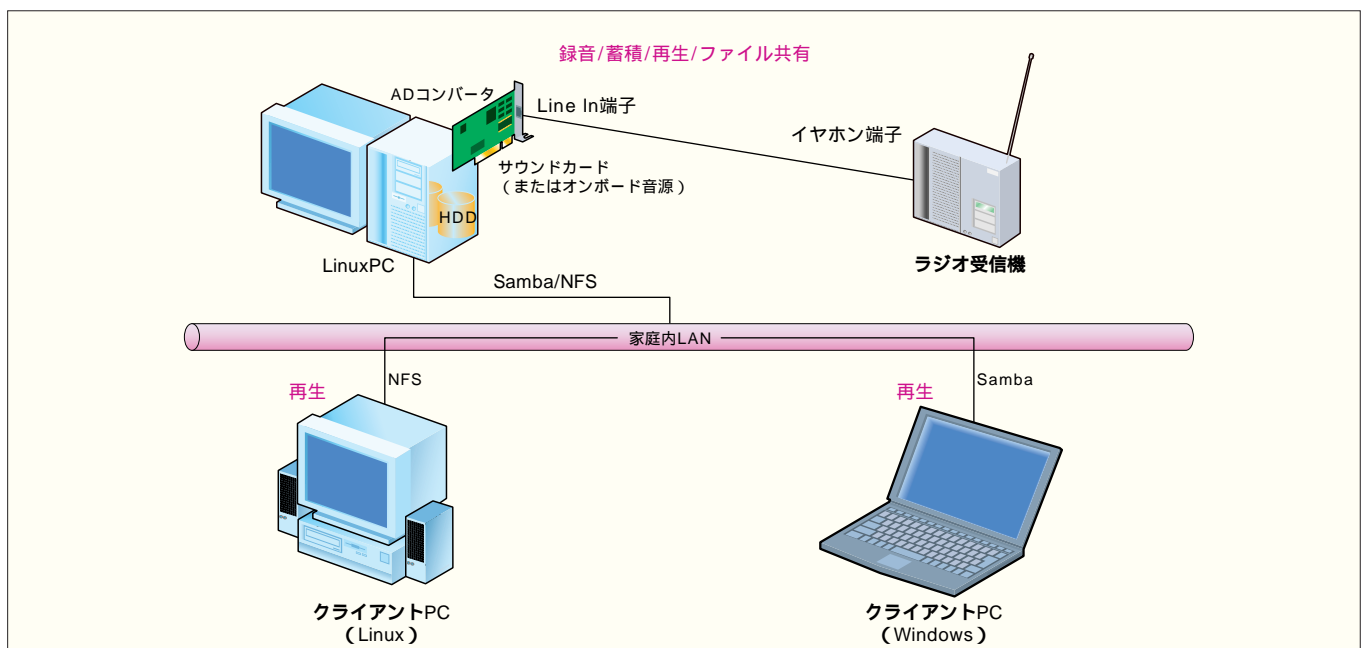 録音/蓄積/再生/ファイル共有
ADコンバータ
Line In端子
イヤホン端子
サウンドカード
(またはオンボード音源)
HDD
LinuxPC
ラジオ受信機
Samba/NFS
家庭内LAN
再生
NFS
再生
Samba
クライアントPC
(Linux)
クライアントPC
(Windows)